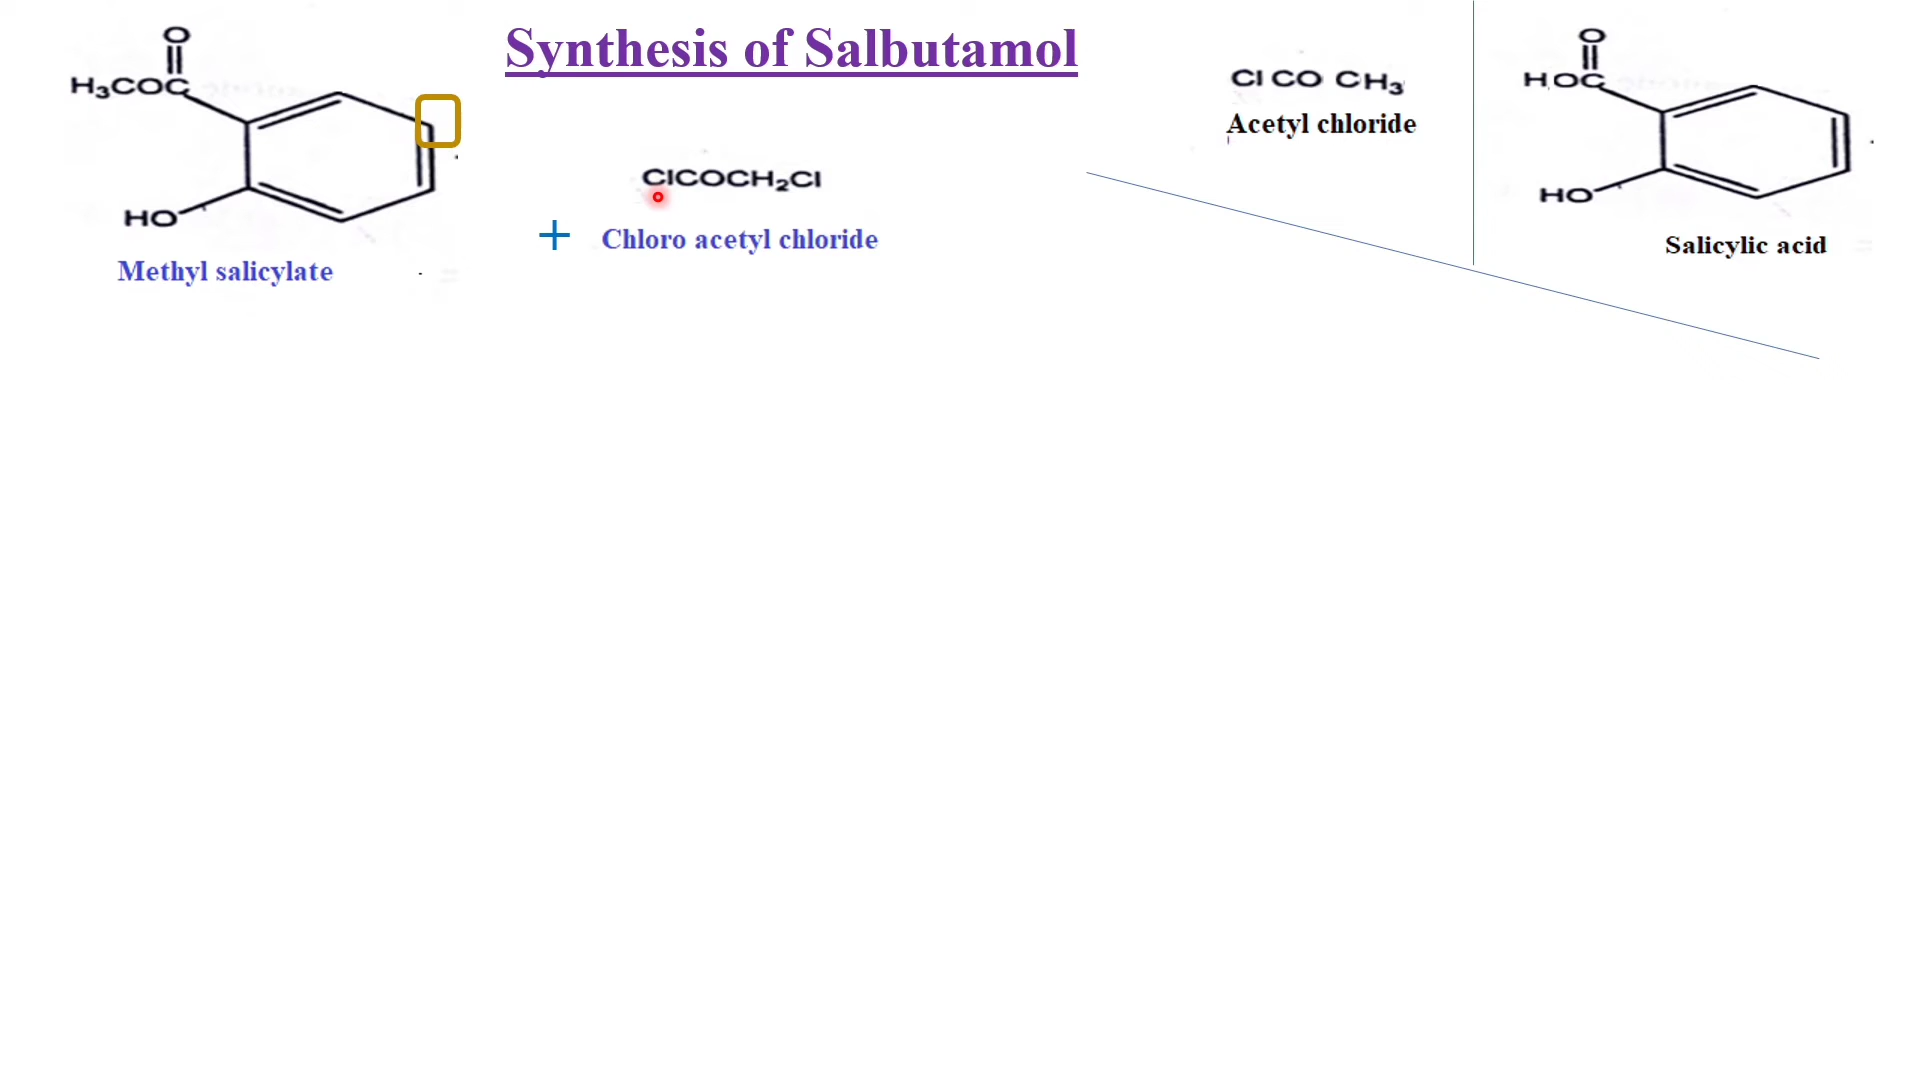 Synthesis of Salbutamol
O
H₃COC
HO
Methyl salicylate
+
ClCOCH₂Cl
Chloro acetyl chloride
Cl CO CH₃
Acetyl chloride
O
HOC
HO
Salicylic acid